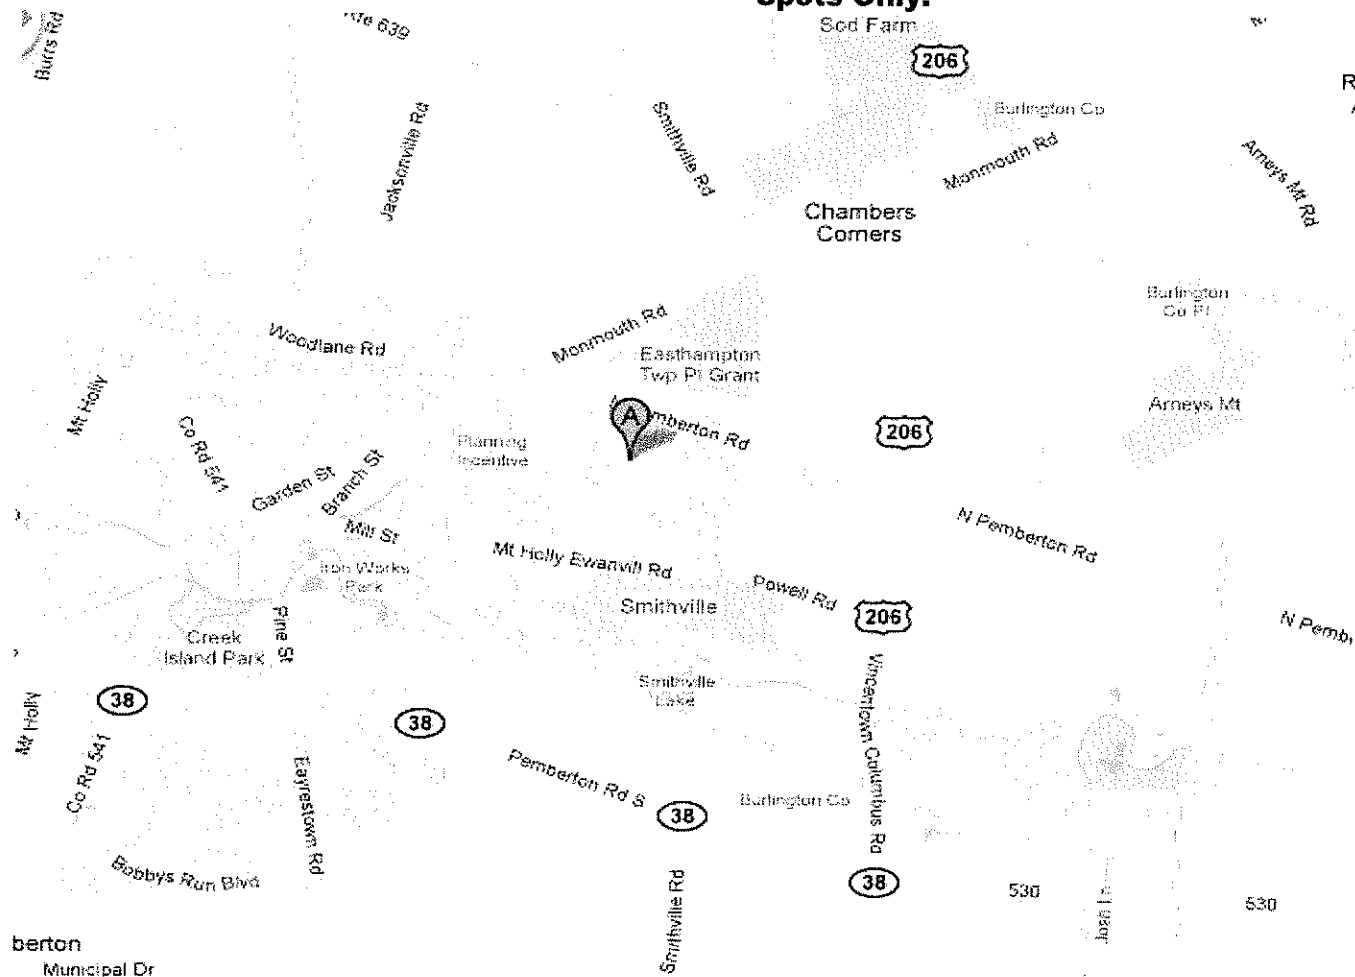 Spots Only.
Rte 639
Sod Farm
Burrs Rd
206
Burlington Co
Jacksonville Rd
Smithville Rd
Monmouth Rd
Arneys Mt Rd
Chambers
Corners
Burlington
Co PI
Monmouth Rd
Woodlane Rd
Easthampton
Twp PI Grant
Mt Holly
Arneys Mt
A
mberton Rd
206
Co Rd 541
Planning
Incentive
Garden St
Branch St
Mill St
N Pemberton Rd
Mt Holly Ewanvill Rd
Iron Works
Park
Powell Rd
Smithville
206
Pine St
N Pemb
Creek
Island Park
Smithville
Lake
38
Mt Holly
38
Vincentown Columbus Rd
Co Rd 541
Eayrestown Rd
Pemberton Rd S
Burlington Co
38
Bobbys Run Blvd
38
530
530
Smithville Rd
berton
Municipal Dr